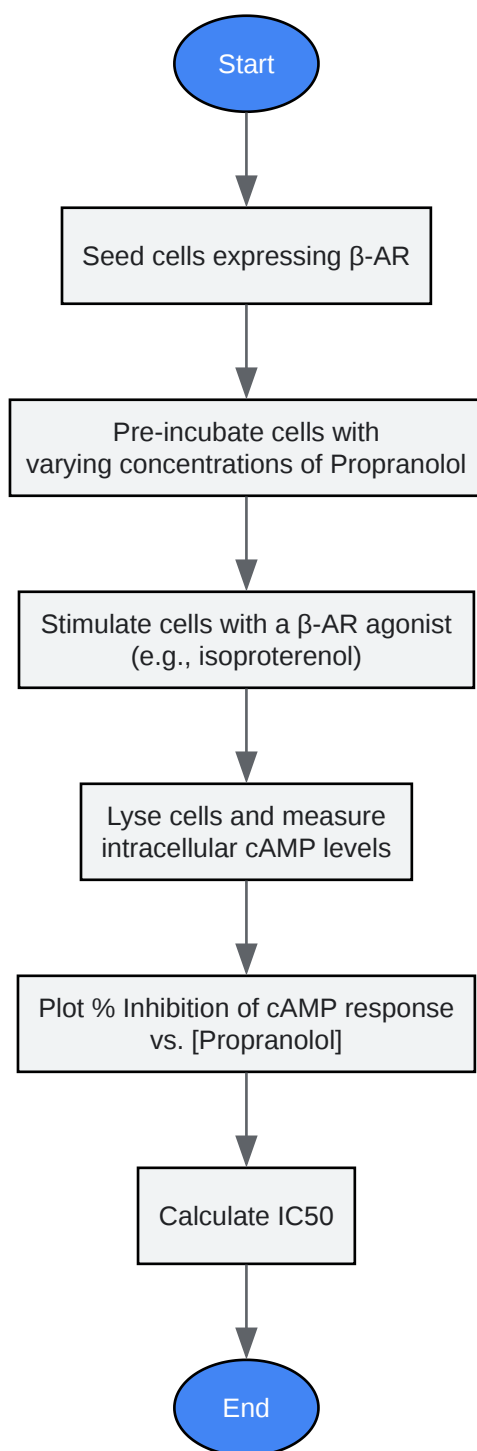 Start
Seed cells expressing β-AR
Pre-incubate cells with
varying concentrations of Propranolol
Stimulate cells with a β-AR agonist
(e.g., isoproterenol)
Lyse cells and measure
intracellular cAMP levels
Plot % Inhibition of cAMP response
vs. [Propranolol]
Calculate IC50
End